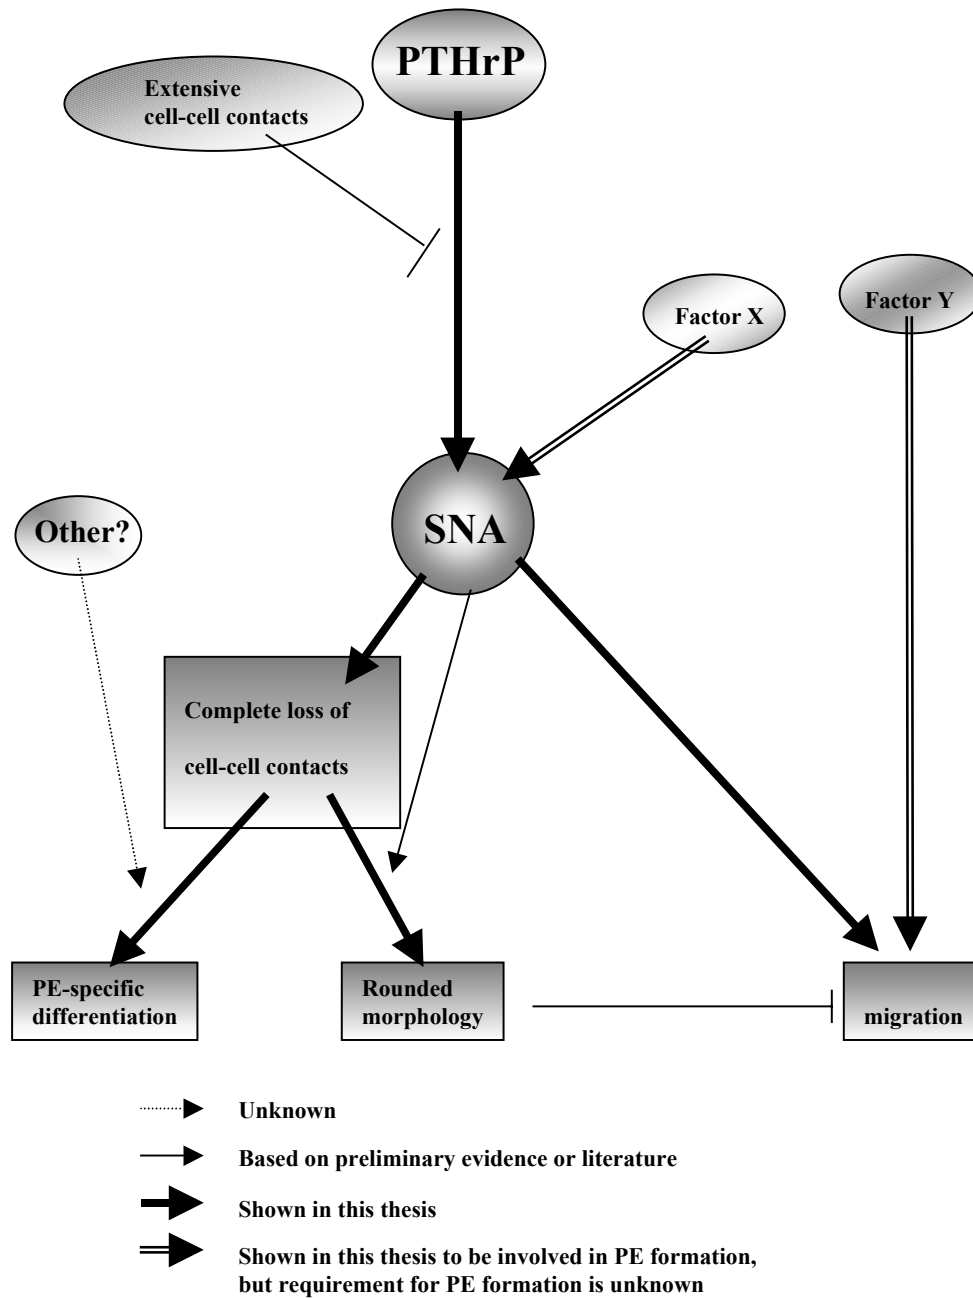 PTHrP
Extensive
cell-cell contacts
Factor X
Factor Y
SNA
Other?
Complete loss of
cell-cell contacts
PE-specific
differentiation
Rounded
morphology
migration
Unknown
Based on preliminary evidence or literature
Shown in this thesis
Shown in this thesis to be involved in PE formation,
but requirement for PE formation is unknown